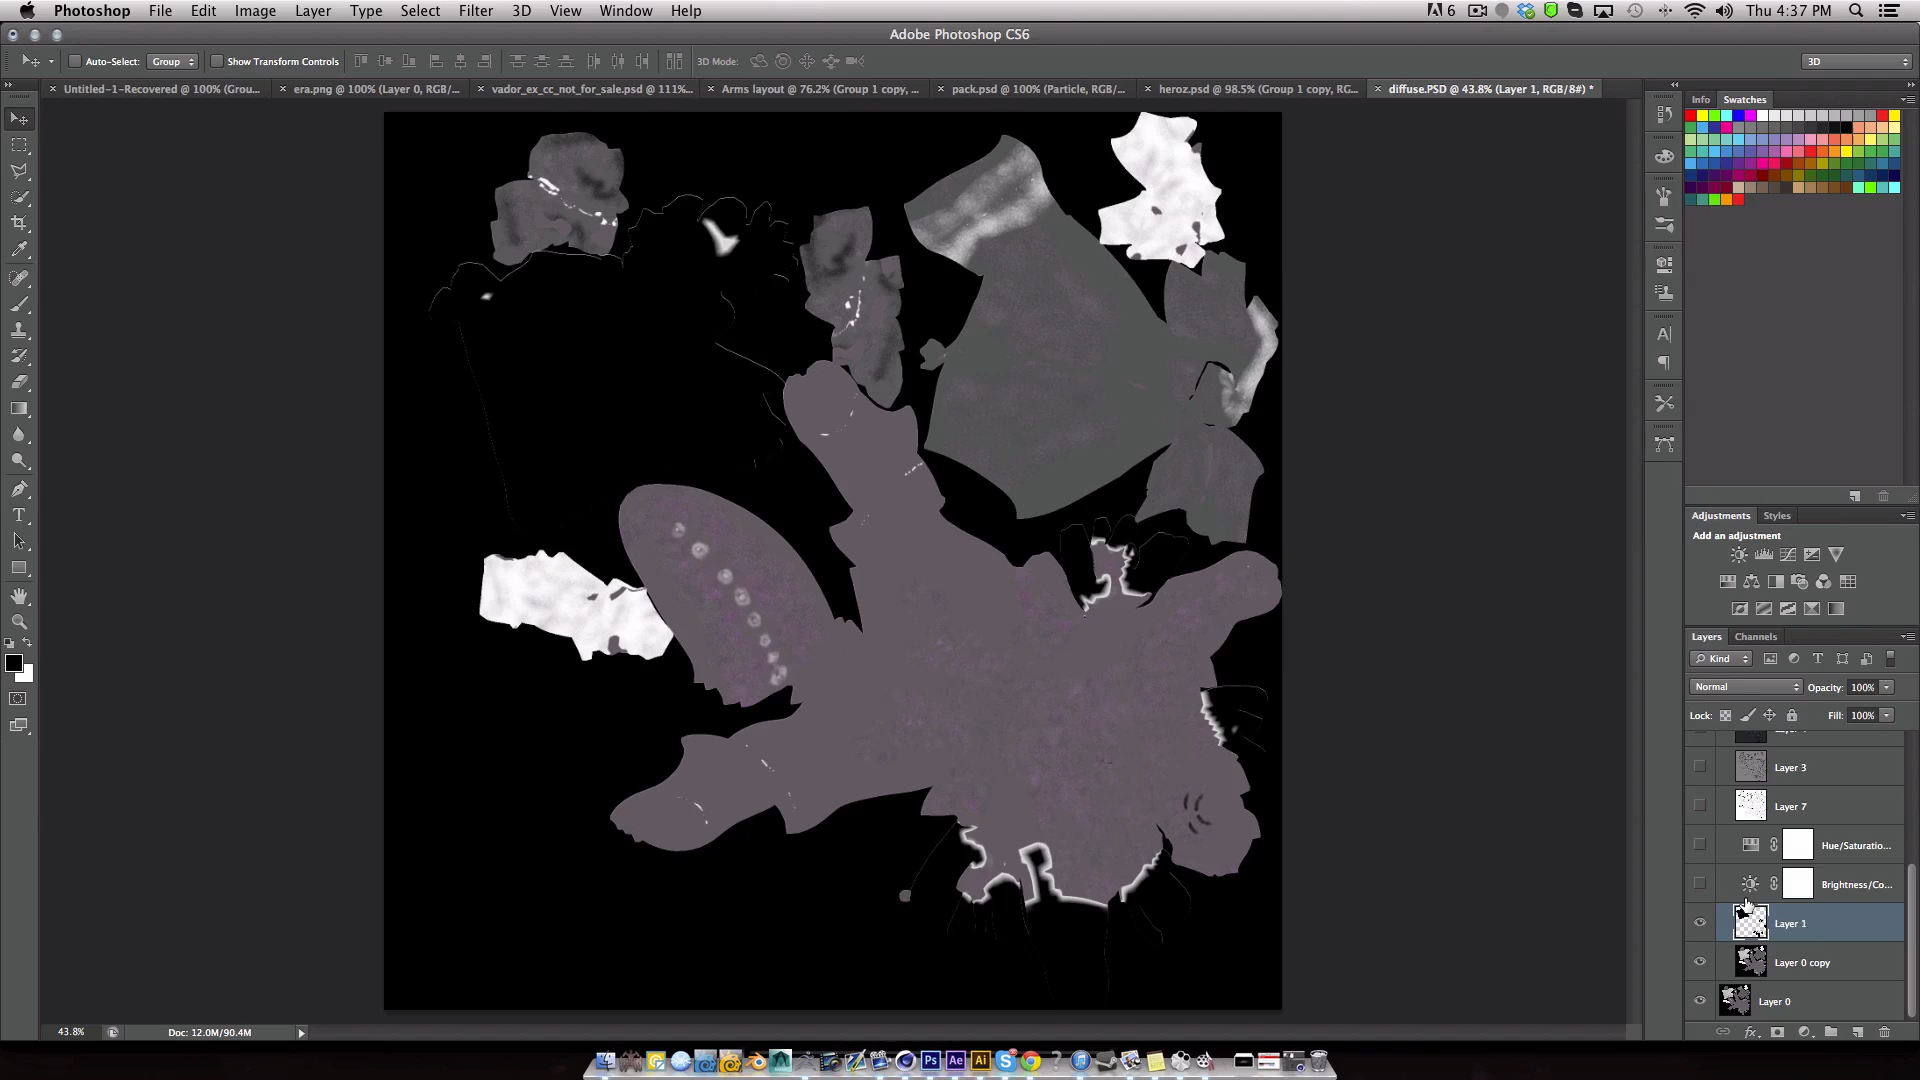 Photoshop File Edit Image Layer Type Select Filter 3D View Window Help 6 Thu 4:37 PM
Adobe Photoshop CS6
Auto-Select: Group Show Transform Controls 3D Mode: 3D
Untitled-1-Recovered @ 100% (Grou... era.png @ 100% (Layer 0, RGB/... vador_ex_cc_not_for_sale.psd @ 111%... Arms layout @ 76.2% (Group 1 copy, ... pack.psd @ 100% (Particle, RGB/... heroz.psd @ 98.5% (Group 1 copy, RG... diffuse.PSD @ 43.8% (Layer 1, RGB/8#) *
Info Swatches
Adjustments Styles
Add an adjustment
Layers Channels
Kind
Normal Opacity: 100%
Lock: Fill: 100%
Layer 3
Layer 7
Hue/Saturatio...
Brightness/Co...
Layer 1
Layer 0 copy
Layer 0
43.8% Doc: 12.0M/90.4M
Ps Ae Ai